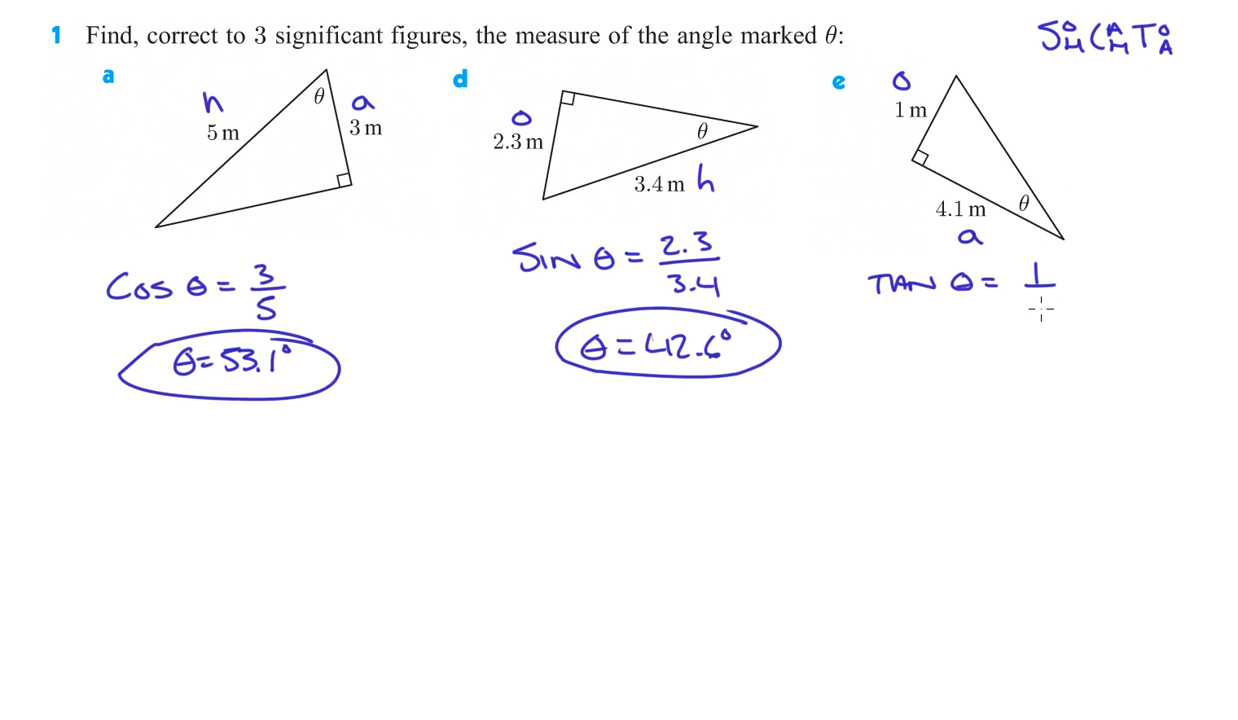 1 Find, correct to 3 significant figures, the measure of the angle marked θ:
SOH CAH TOA
a
h
5 m
θ
a
3 m
Cos θ = 3/5
θ = 53.1°
d
o
2.3 m
θ
3.4 m h
SIN θ = 2.3/3.4
θ = 42.6°
e
O
1 m
4.1 m
θ
a
TAN θ = 1